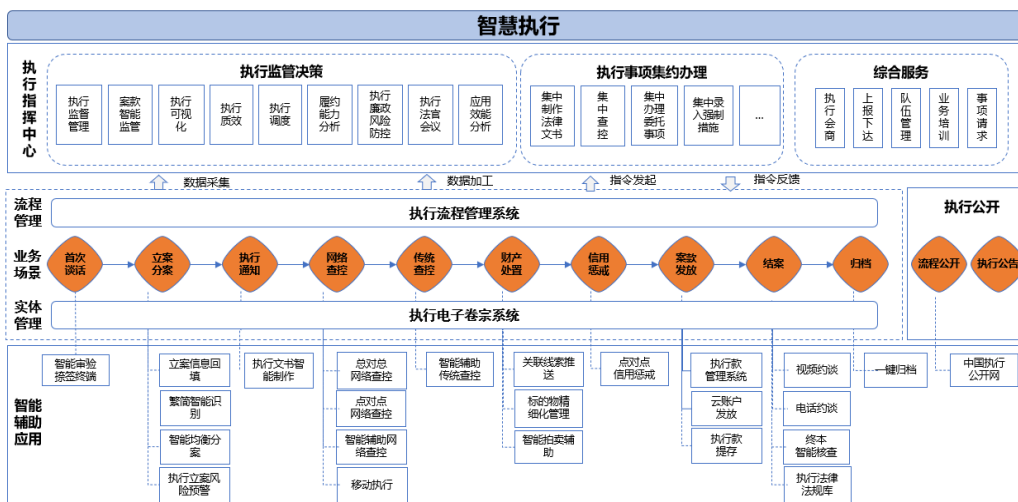 智慧执行
执行指挥中心
执行监管决策
执行
监督
管理
案款
智能
监管
执行
可视
化
执行
质效
执行
调度
履约
能力
分析
执行
廉政
风险
防控
执行
法官
会议
应用
效能
分析
执行事项集约办理
集中
制作
法律
文书
集
中
查
控
集中
办理
委托
事项
集中录
入强制
措施
...
综合服务
执
行
会
商
上
报
下
达
队
伍
管
理
业
务
培
训
事
项
请
求
数据采集
数据加工
指令发起
指令反馈
流程
管理
执行流程管理系统
业务
场景
首次
谈话
立案
分案
执行
通知
网络
查控
传统
查控
财产
处置
信用
惩戒
案款
发放
结案
归档
实体
管理
执行电子卷宗系统
执行公开
流程公开
执行公告
智能
辅助
应用
智能审验
捺签终端
立案信息回
填
繁简智能识
别
智能均衡分
案
执行立案风
险预警
执行文书智
能制作
总对总
网络查控
点对点
网络查控
智能辅助网
络查控
移动执行
智能辅助
传统查控
关联线索推
送
标的物精
细化管理
智能拍卖辅
助
点对点
信用惩戒
执行款
管理系统
云账户
发放
执行款
提存
视频约谈
电话约谈
终本
智能核查
执行法律
法规库
一键归档
中国执行
公开网